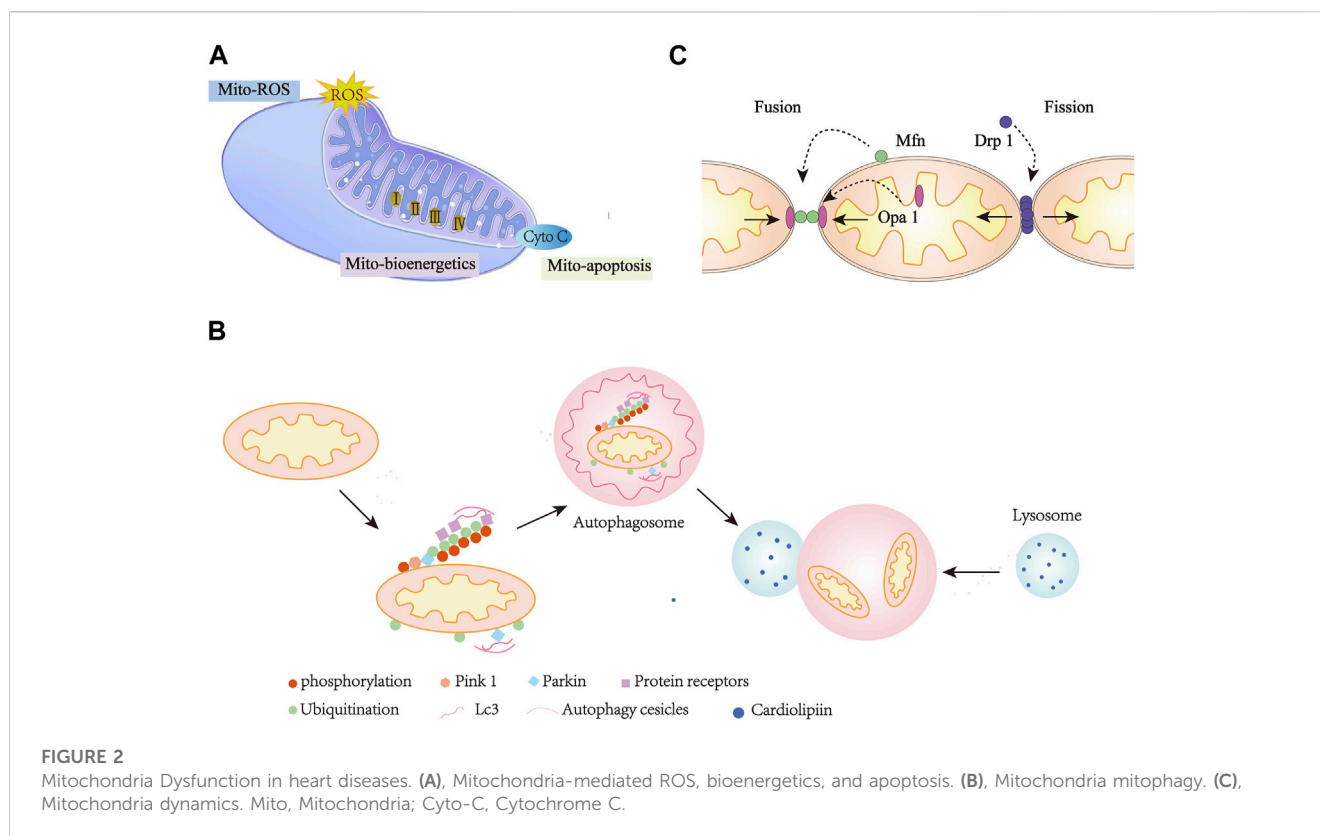 A
Mito-ROS
ROS
I
II
III
IV
Cyto C
Mito-bioenergetics
Mito-apoptosis
C
Fusion
Fission
Mfn
Drp 1
Opa 1
B
Autophagosome
Lysosome
phosphorylation Pink 1 Parkin Protein receptors
Ubiquitination Lc3 Autophagy cesicles Cardiolipiin
FIGURE 2
Mitochondria Dysfunction in heart diseases. (A), Mitochondria-mediated ROS, bioenergetics, and apoptosis. (B), Mitochondria mitophagy. (C),
Mitochondria dynamics. Mito, Mitochondria; Cyto-C, Cytochrome C.